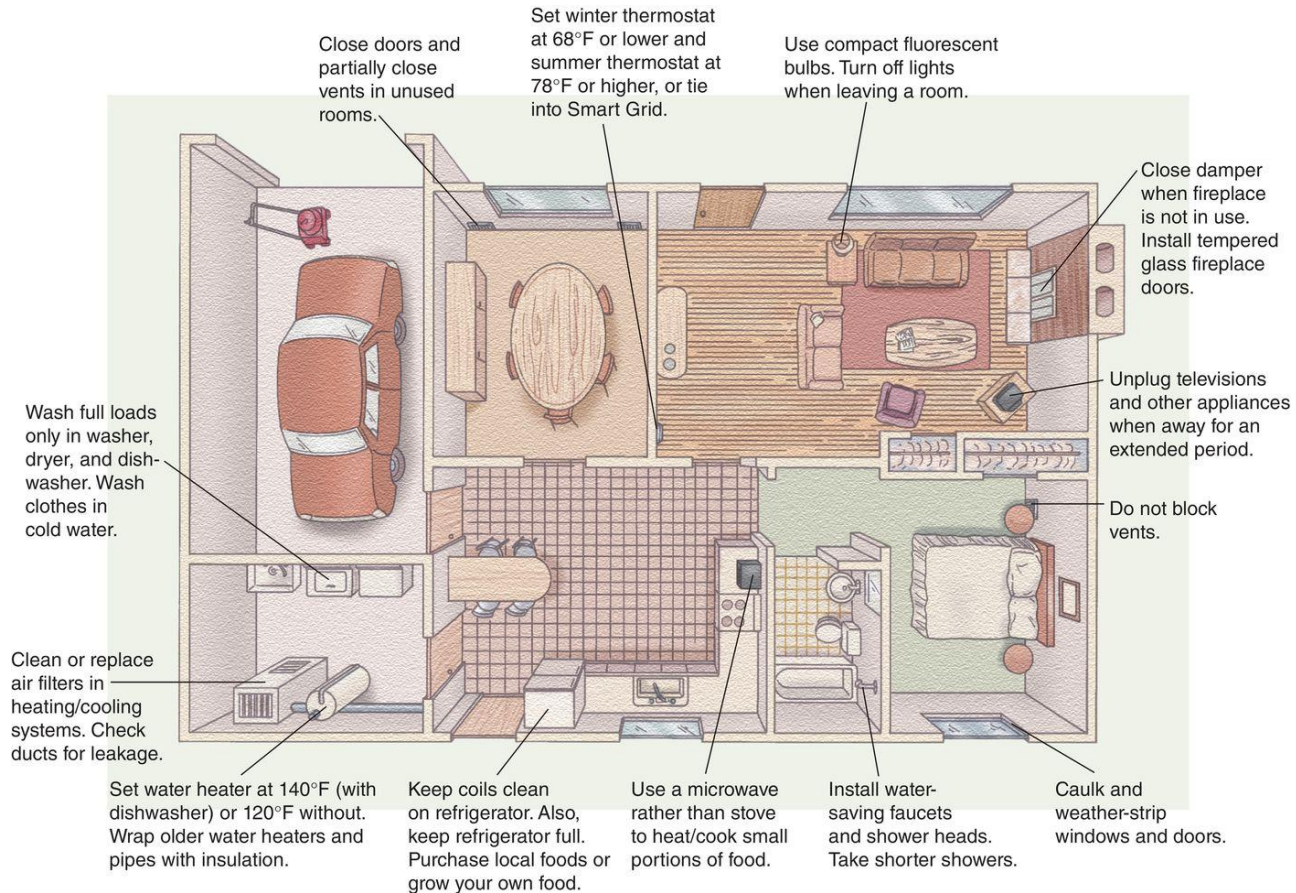 Set winter thermostat
at 68°F or lower and
summer thermostat at
78°F or higher, or tie
into Smart Grid.
Close doors and
partially close
vents in unused
rooms.
Use compact fluorescent
bulbs. Turn off lights
when leaving a room.
Close damper
when fireplace
is not in use.
Install tempered
glass fireplace
doors.
Unplug televisions
and other appliances
when away for an
extended period.
Wash full loads
only in washer,
dryer, and dish-
washer. Wash
clothes in
cold water.
Do not block
vents.
Clean or replace
air filters in
heating/cooling
systems. Check
ducts for leakage.
Set water heater at 140°F (with
dishwasher) or 120°F without.
Wrap older water heaters and
pipes with insulation.
Keep coils clean
on refrigerator. Also,
keep refrigerator full.
Purchase local foods or
grow your own food.
Use a microwave
rather than stove
to heat/cook small
portions of food.
Install water-
saving faucets
and shower heads.
Take shorter showers.
Caulk and
weather-strip
windows and doors.